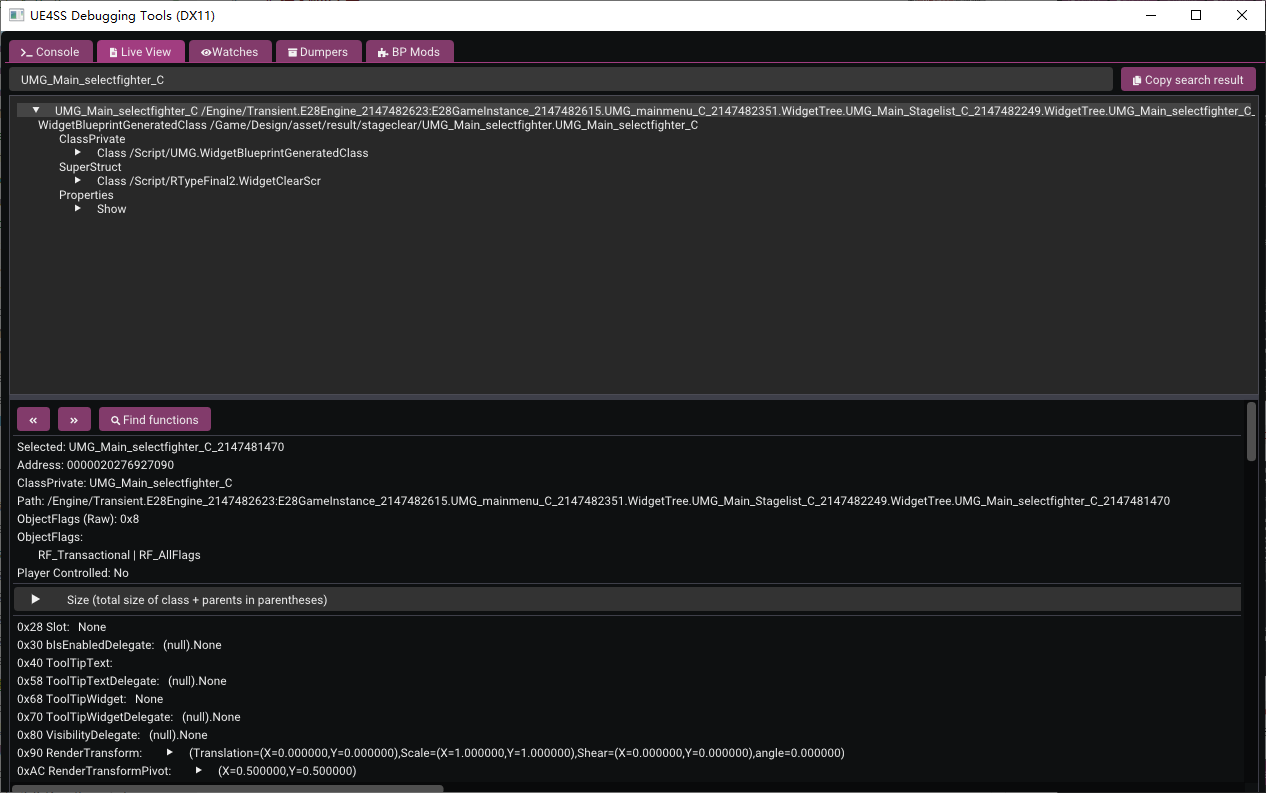 UE4SS Debugging Tools (DX11)
Console Live View Watches Dumpers BP Mods
UMG_Main_selectfighter_C Copy search result
UMG_Main_selectfighter_C /Engine/Transient.E28Engine_2147482623:E28GameInstance_2147482615.UMG_mainmenu_C_2147482351.WidgetTree.UMG_Main_Stagelist_C_2147482249.WidgetTree.UMG_Main_selectfighter_C_
WidgetBlueprintGeneratedClass /Game/Design/asset/result/stageclear/UMG_Main_selectfighter.UMG_Main_selectfighter_C
ClassPrivate
Class /Script/UMG.WidgetBlueprintGeneratedClass
SuperStruct
Class /Script/RTypeFinal2.WidgetClearScr
Properties
Show
« » Find functions
Selected: UMG_Main_selectfighter_C_2147481470
Address: 0000020276927090
ClassPrivate: UMG_Main_selectfighter_C
Path: /Engine/Transient.E28Engine_2147482623:E28GameInstance_2147482615.UMG_mainmenu_C_2147482351.WidgetTree.UMG_Main_Stagelist_C_2147482249.WidgetTree.UMG_Main_selectfighter_C_2147481470
ObjectFlags (Raw): 0x8
ObjectFlags:
RF_Transactional | RF_AllFlags
Player Controlled: No
Size (total size of class + parents in parentheses)
0x28 Slot: None
0x30 bIsEnabledDelegate: (null).None
0x40 ToolTipText:
0x58 ToolTipTextDelegate: (null).None
0x68 ToolTipWidget: None
0x70 ToolTipWidgetDelegate: (null).None
0x80 VisibilityDelegate: (null).None
0x90 RenderTransform: (Translation=(X=0.000000,Y=0.000000),Scale=(X=1.000000,Y=1.000000),Shear=(X=0.000000,Y=0.000000),angle=0.000000)
0xAC RenderTransformPivot: (X=0.500000,Y=0.500000)